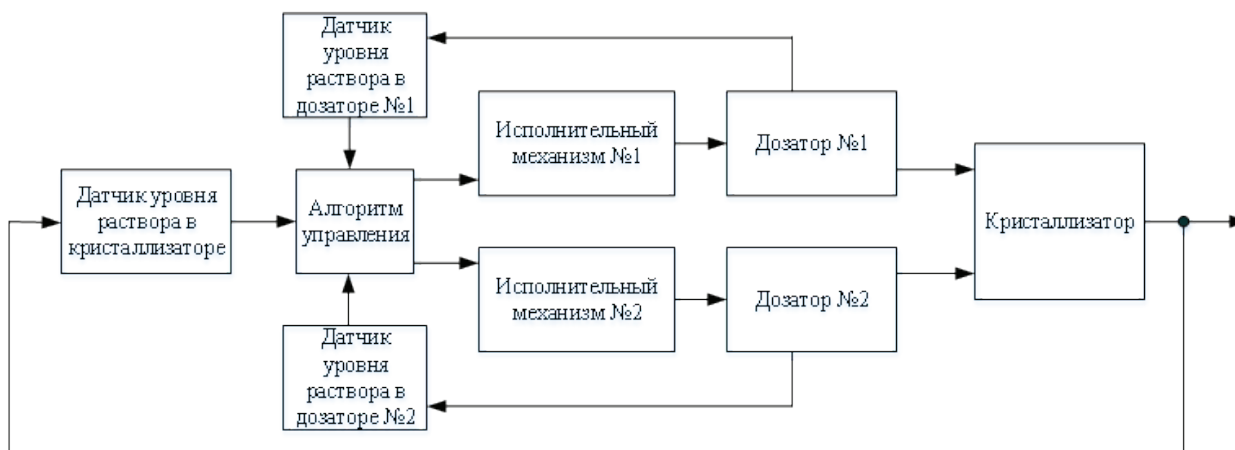 Датчик
уровня
раствора в
дозаторе №1
Исполнительный
механизм №1
Дозатор №1
Датчик уровня
раствора в
кристаллизаторе
Алгоритм
управления
Кристаллизатор
Исполнительный
механизм №2
Дозатор №2
Датчик
уровня
раствора в
дозаторе №2